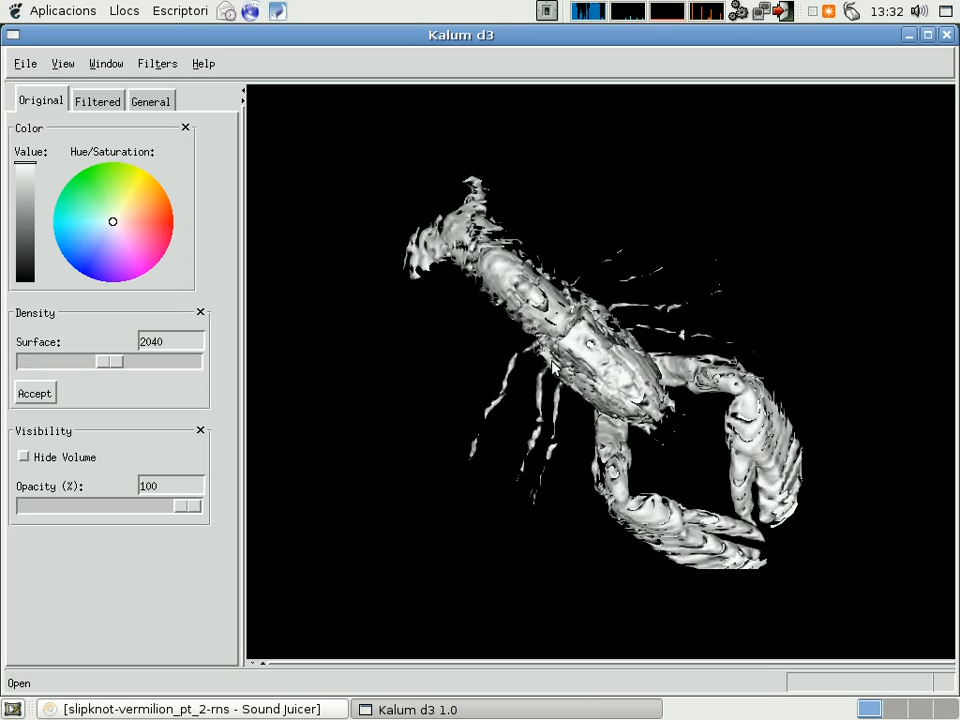 Aplicacions Llocs Escriptori 13:32
Kalum d3
File View Window Filters Help
Original Filtered General
Color
Value: Hue/Saturation:
Density
Surface: 2040
Accept
Visibility
Hide Volume
Opacity (%): 100
Open
[slipknot-vermilion_pt_2-rns - Sound Juicer] Kalum d3 1.0